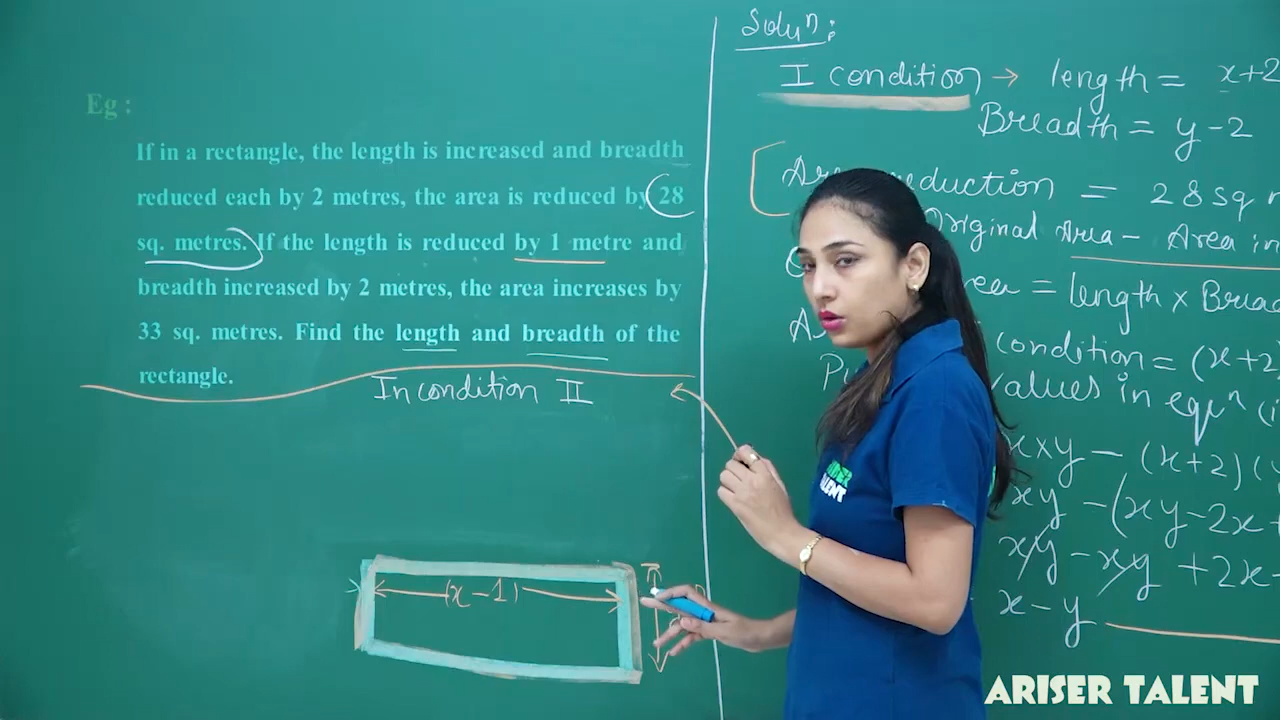 Eg :
If in a rectangle, the length is increased and breadth
reduced each by 2 metres, the area is reduced by 28
sq. metres. If the length is reduced by 1 metre and
breadth increased by 2 metres, the area increases by
33 sq. metres. Find the length and breadth of the
rectangle.
In condition II
(x-1)
Soluⁿ :
I condition → length = x+2
Breadth = y-2
= 28 sq
Original Area - Area in
= length x
condition = (x+2)
values in eqⁿ (i
x x y - (x+2)(y
xy - (xy-2x+
xy - xy + 2x-
x - y
TALENT
ARISER TALENT